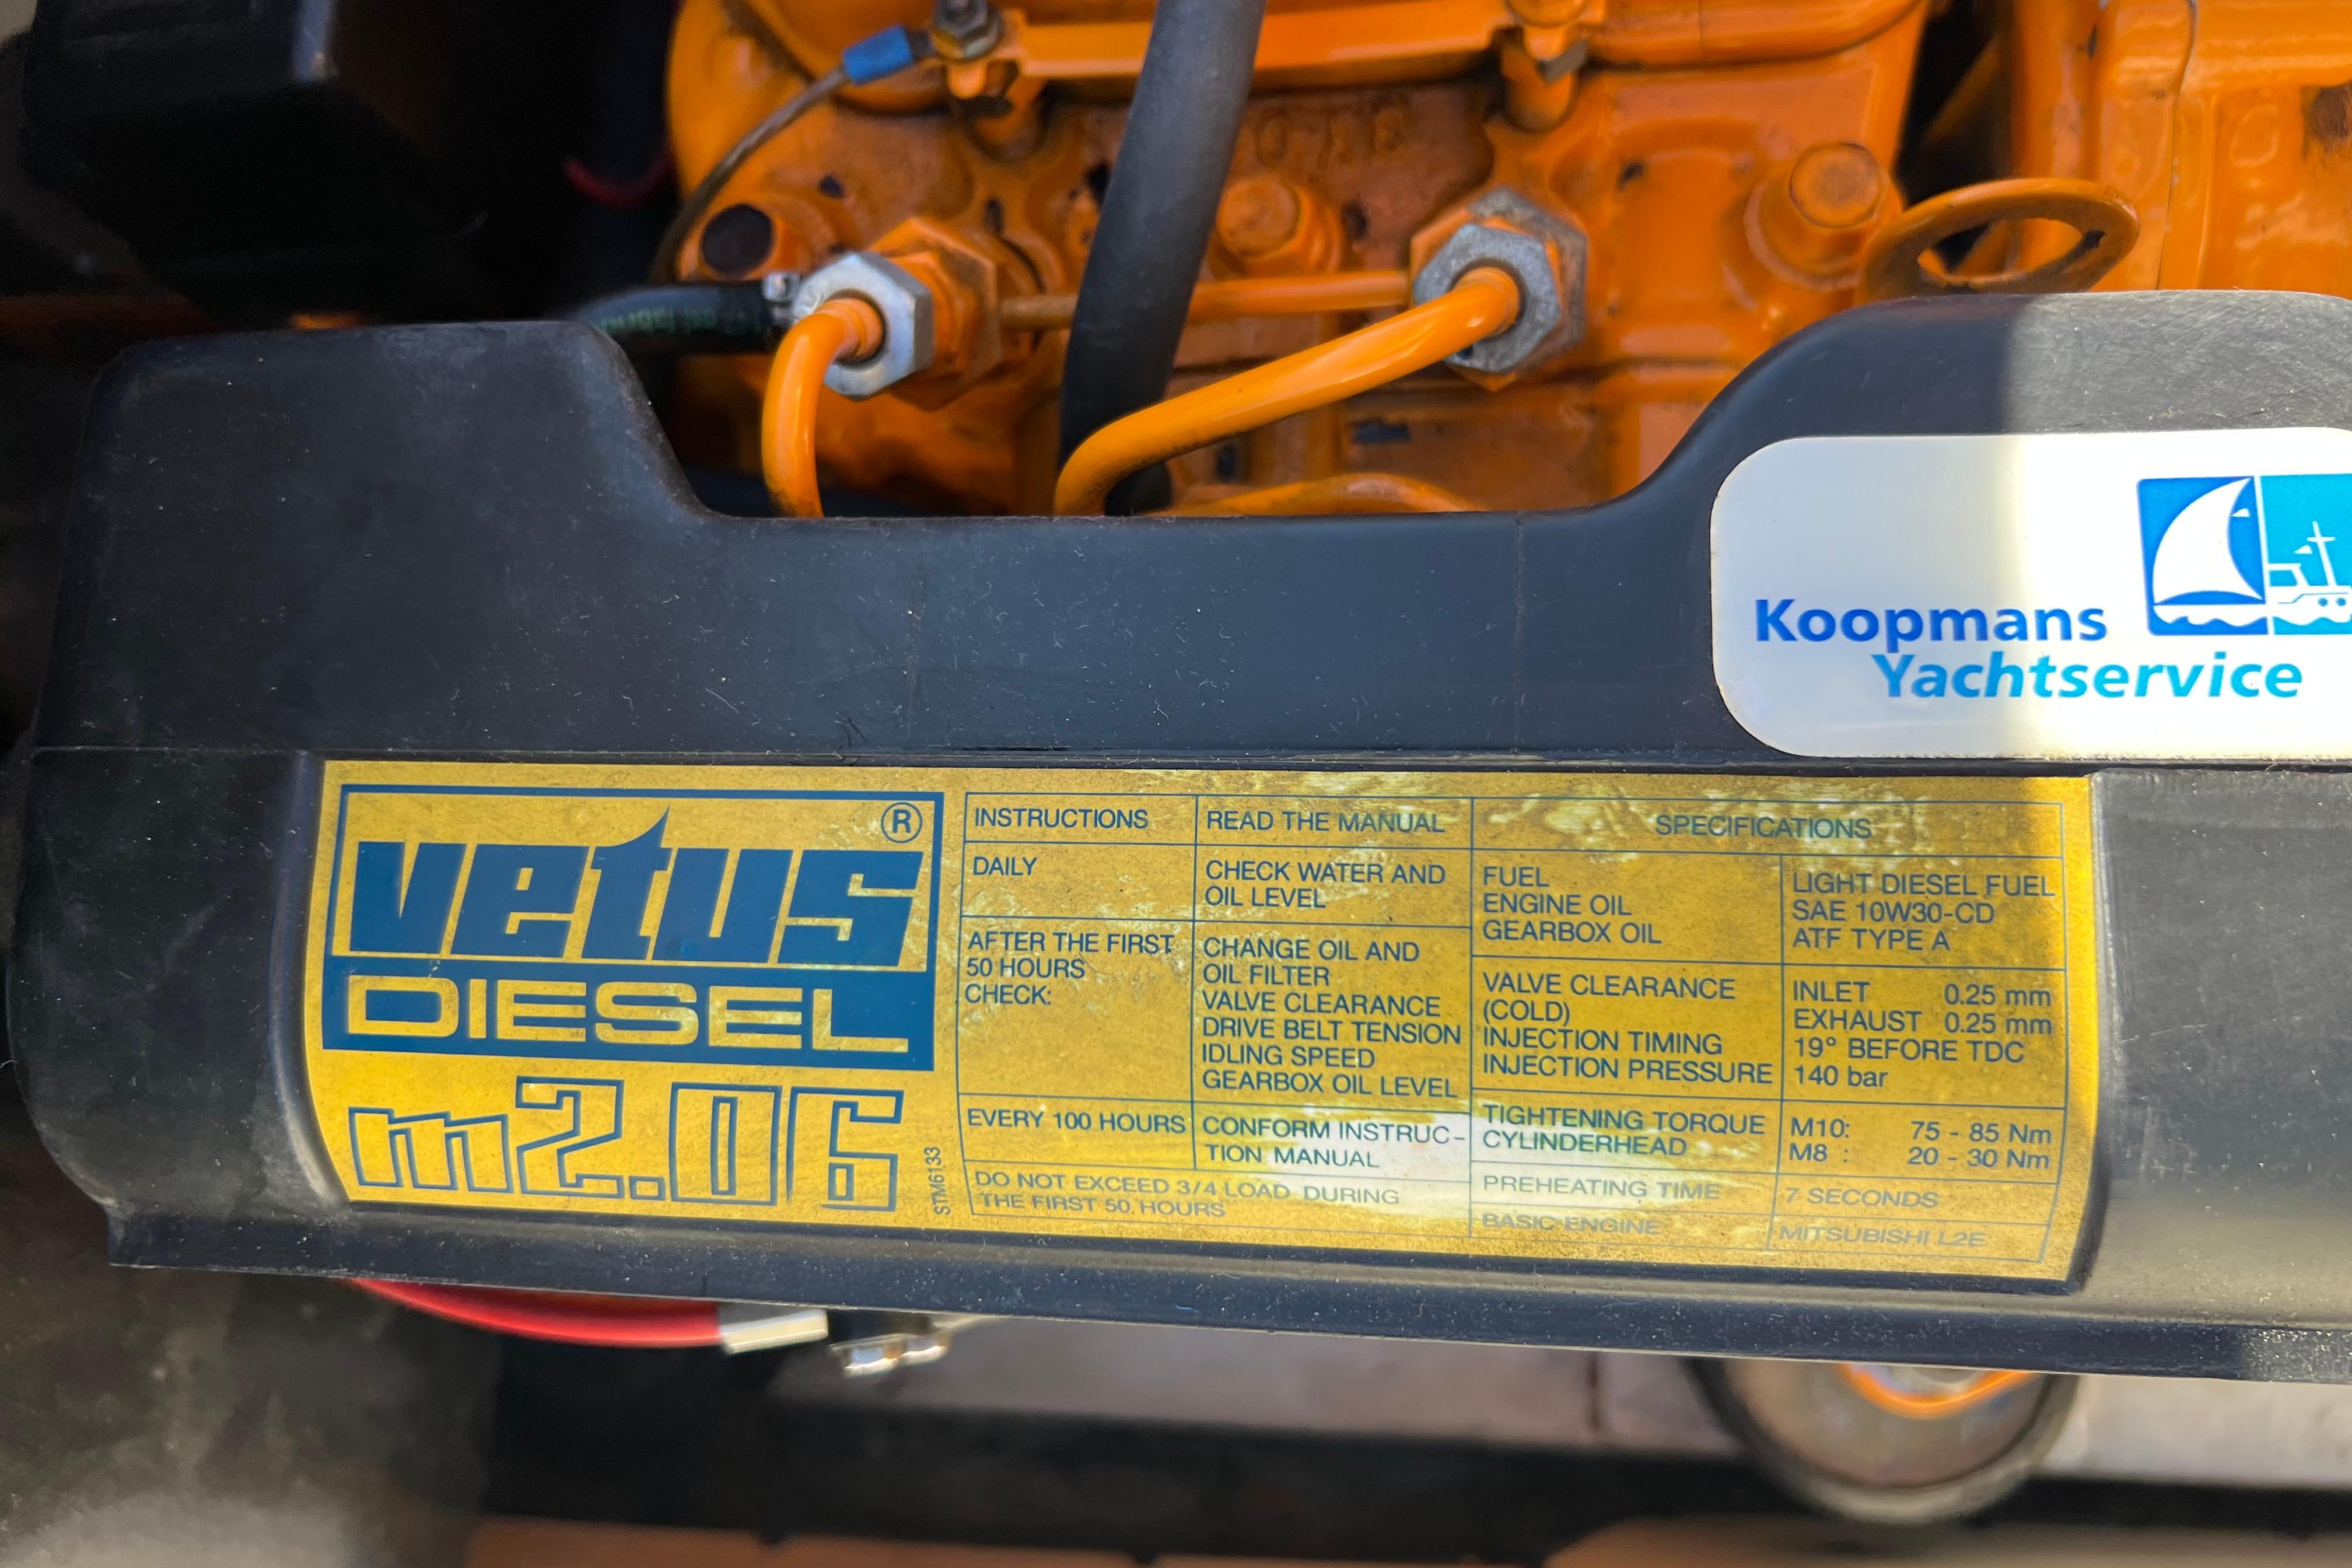 Koopmans
Yachtservice
vetus ®
DIESEL
m2.06
STM6133
INSTRUCTIONS
READ THE MANUAL
DAILY
CHECK WATER AND
OIL LEVEL
AFTER THE FIRST
50 HOURS
CHECK:
CHANGE OIL AND
OIL FILTER
VALVE CLEARANCE
DRIVE BELT TENSION
IDLING SPEED
GEARBOX OIL LEVEL
EVERY 100 HOURS
CONFORM INSTRUC-
TION MANUAL
DO NOT EXCEED 3/4 LOAD DURING
THE FIRST 50. HOURS
SPECIFICATIONS
FUEL LIGHT DIESEL FUEL
ENGINE OIL SAE 10W30-CD
GEARBOX OIL ATF TYPE A
VALVE CLEARANCE INLET 0.25 mm
(COLD) EXHAUST 0.25 mm
INJECTION TIMING 19° BEFORE TDC
INJECTION PRESSURE 140 bar
TIGHTENING TORQUE M10: 75 - 85 Nm
CYLINDERHEAD M8 : 20 - 30 Nm
PREHEATING TIME 7 SECONDS
BASIC ENGINE MITSUBISHI L2E